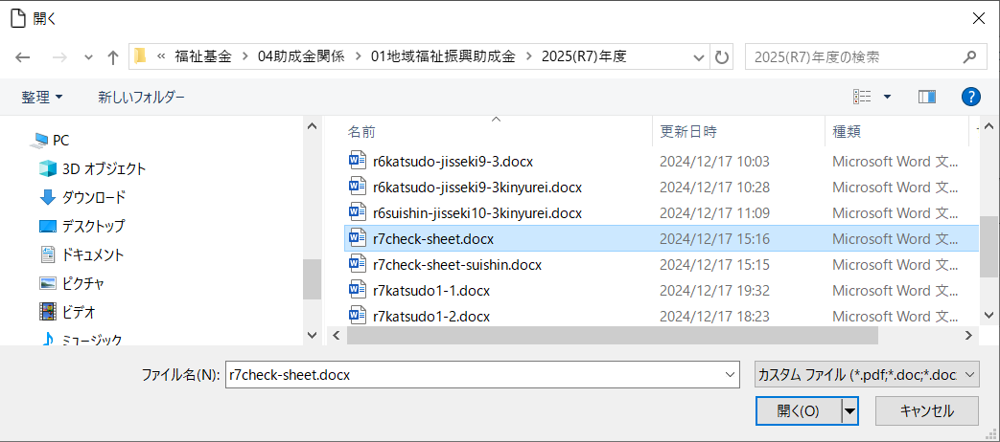 開く
« 福祉基金 › 04助成金関係 › 01地域福祉振興助成金 › 2025(R7)年度
2025(R7)年度の検索
整理 新しいフォルダー
PC
3D オブジェクト
ダウンロード
デスクトップ
ドキュメント
ピクチャ
ビデオ
ミュージック
名前 更新日時 種類
r6katsudo-jisseki9-3.docx 2024/12/17 10:03 Microsoft Word 文...
r6katsudo-jisseki9-3kinyurei.docx 2024/12/17 10:28 Microsoft Word 文...
r6suishin-jisseki10-3kinyurei.docx 2024/12/17 11:09 Microsoft Word 文...
r7check-sheet.docx 2024/12/17 15:16 Microsoft Word 文...
r7check-sheet-suishin.docx 2024/12/17 15:15 Microsoft Word 文...
r7katsudo1-1.docx 2024/12/17 19:32 Microsoft Word 文...
r7katsudo1-2.docx 2024/12/17 18:23 Microsoft Word 文...
ファイル名(N): r7check-sheet.docx
カスタム ファイル (*.pdf;*.doc;*.doc
開く(O) キャンセル